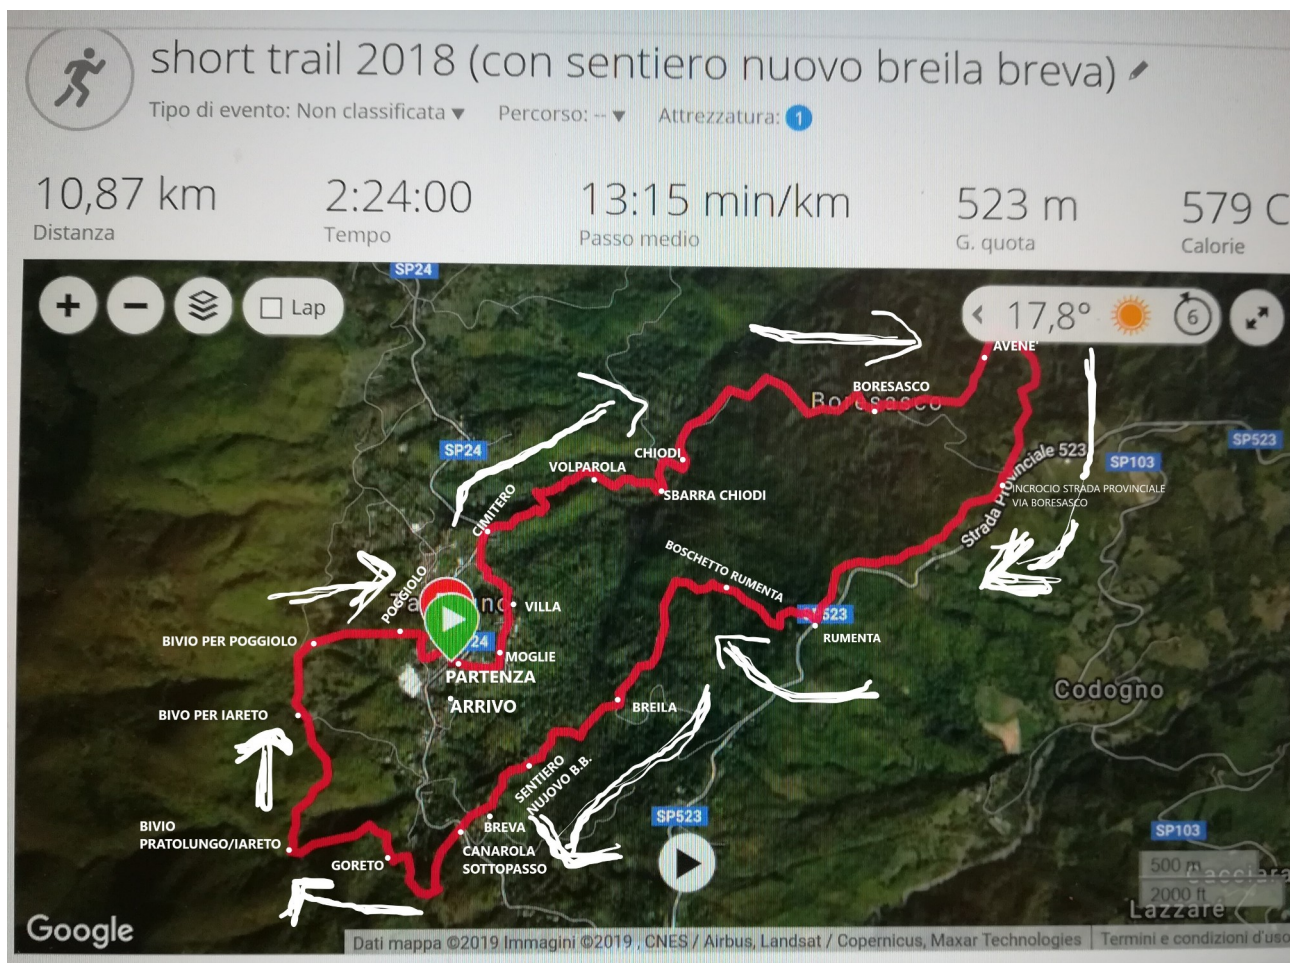 short trail 2018 (con sentiero nuovo breila breva)
Tipo di evento: Non classificata ▼ Percorso: -- ▼ Attrezzatura: 1
10,87 km 2:24:00 13:15 min/km 523 m 579 C
Distanza Tempo Passo medio G. quota Calorie
SP24
+ − Lap
17,8° 6
AVENE'
BORESASCO
Boresasco
SP24
CHIODI
VOLPAROLA
SBARRA CHIODI
CIMITERO
SP523
SP103
Strada Provinciale 523
INCROCIO STRADA PROVINCIALE
VIA BORESASCO
BOSCHETTO RUMENTA
POGGIOLO
VILLA
SP523
RUMENTA
BIVIO PER POGGIOLO
24
MOGLIE
PARTENZA
ARRIVO
Codogno
BIVO PER IARETO
BREILA
SENTIERO
NUJOVO B.B.
BREVA
SP523
SP103
BIVIO
PRATOLUNGO/IARETO
GORETO
CANAROLA
SOTTOPASSO
500 m
2000 ft
Lazzare
Google
Dati mappa ©2019 Immagini ©2019 , CNES / Airbus, Landsat / Copernicus, Maxar Technologies
Termini e condizioni d'uso